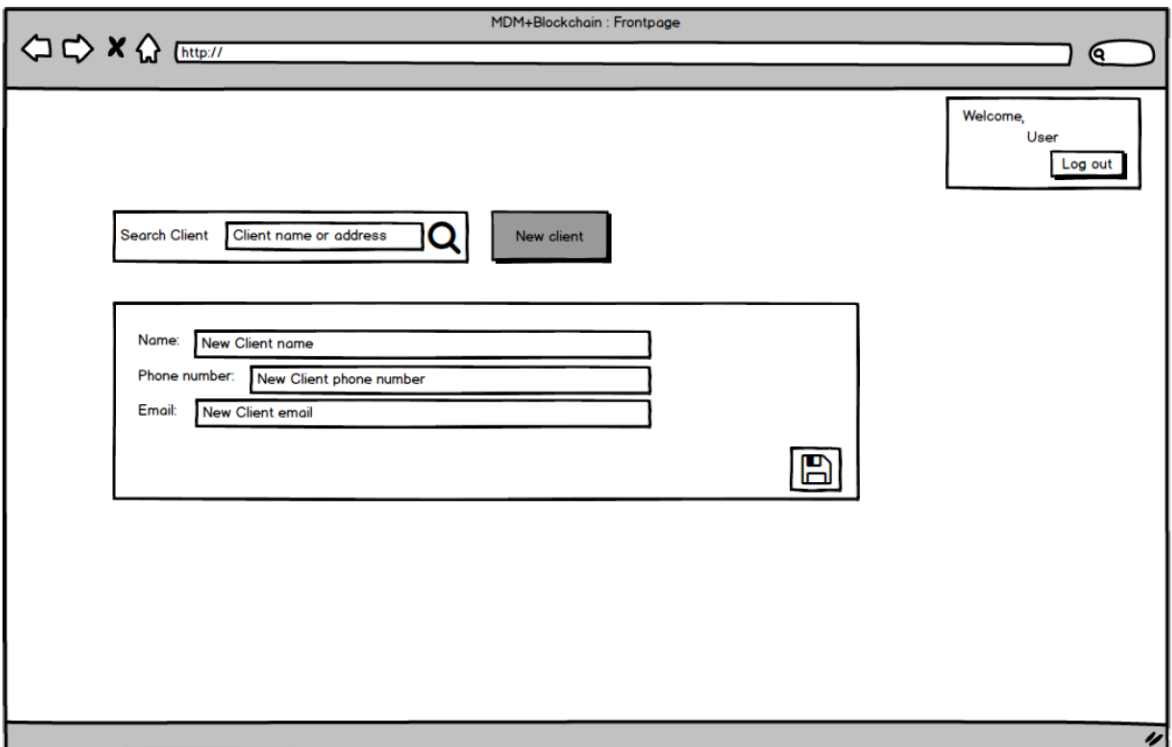 MDM+Blockchain : Frontpage
http://
Welcome,
User
Log out
Search Client Client name or address New client
Name: New Client name
Phone number: New Client phone number
Email: New Client email